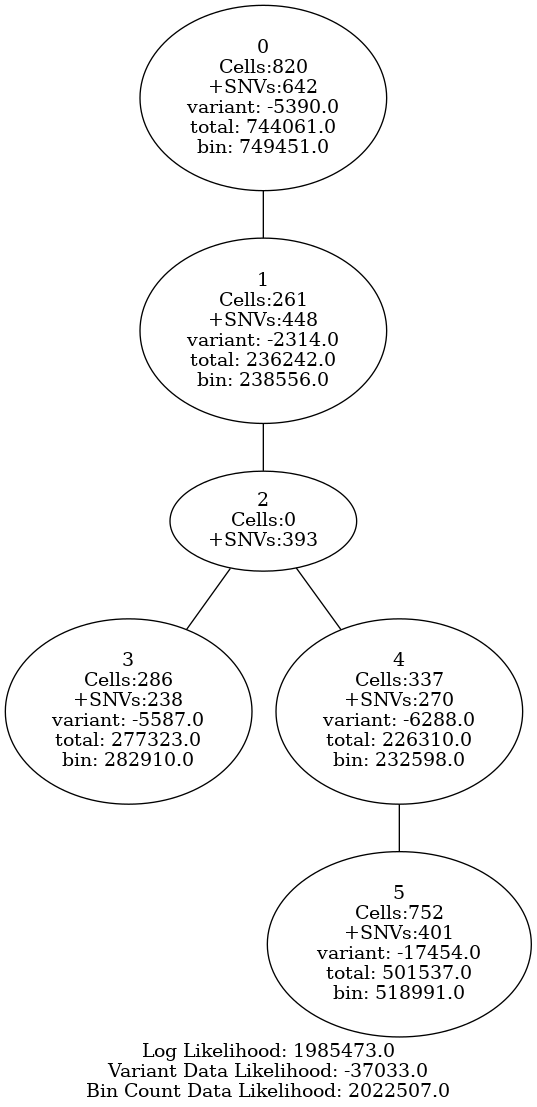 0
Cells:820
+SNVs:642
variant: -5390.0
total: 744061.0
bin: 749451.0
1
Cells:261
+SNVs:448
variant: -2314.0
total: 236242.0
bin: 238556.0
2
Cells:0
+SNVs:393
3
Cells:286
+SNVs:238
variant: -5587.0
total: 277323.0
bin: 282910.0
4
Cells:337
+SNVs:270
variant: -6288.0
total: 226310.0
bin: 232598.0
5
Cells:752
+SNVs:401
variant: -17454.0
total: 501537.0
bin: 518991.0
Log Likelihood: 1985473.0
Variant Data Likelihood: -37033.0
Bin Count Data Likelihood: 2022507.0